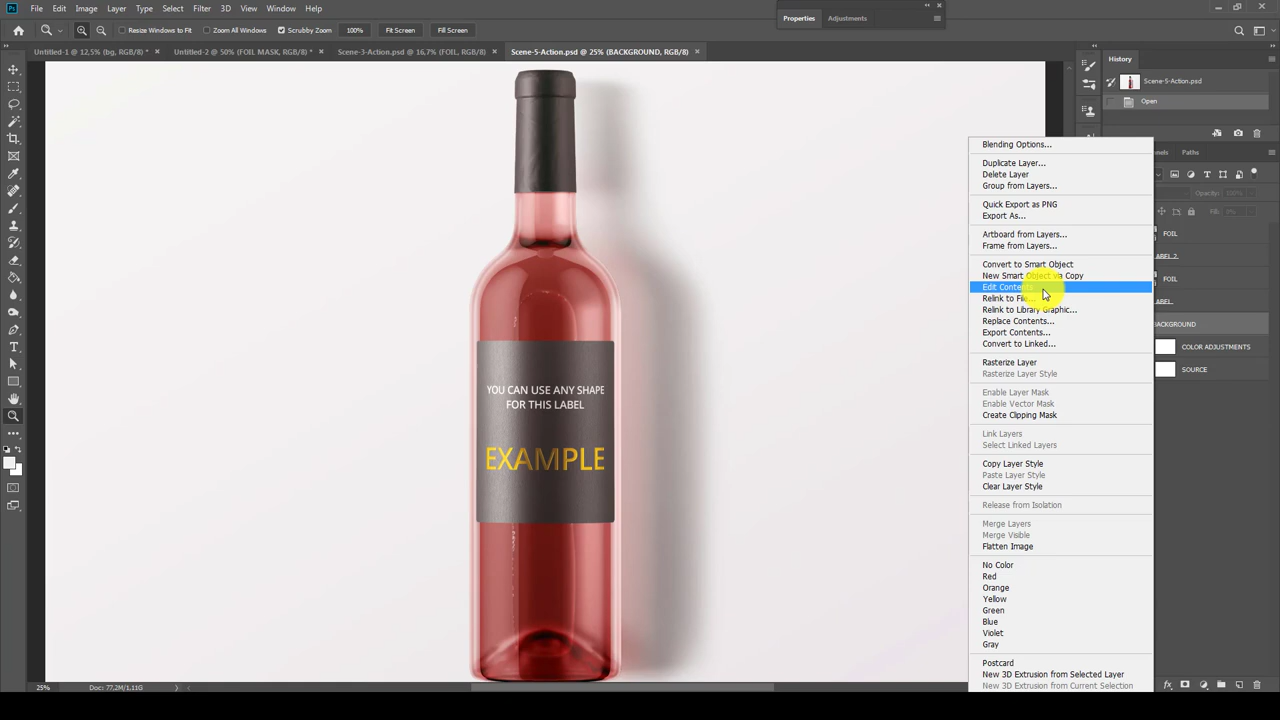 Ps File Edit Image Layer Type Select Filter 3D View Window Help
Properties Adjustments
Resize Windows to Fit Zoom All Windows Scrubby Zoom 100% Fit Screen Fill Screen
Untitled-1 @ 12,5% (bg, RGB/8) * × Untitled-2 @ 50% (FOIL MASK, RGB/8) * × Scene-3-Action.psd @ 16,7% (FOIL, RGB/8) × Scene-5-Action.psd @ 25% (BACKGROUND, RGB/8) ×
History
Scene-5-Action.psd
Open
Paths
Opacity: 100%
Fill: 0%
FOIL
LABEL 2
FOIL
LABEL
BACKGROUND
COLOR ADJUSTMENTS
SOURCE
Blending Options...
Duplicate Layer...
Delete Layer
Group from Layers...
Quick Export as PNG
Export As...
Artboard from Layers...
Frame from Layers...
Convert to Smart Object
New Smart Object via Copy
Edit Contents
Relink to File...
Relink to Library Graphic...
Replace Contents...
Export Contents...
Convert to Linked...
Rasterize Layer
Rasterize Layer Style
Enable Layer Mask
Enable Vector Mask
Create Clipping Mask
Link Layers
Select Linked Layers
Copy Layer Style
Paste Layer Style
Clear Layer Style
Release from Isolation
Merge Layers
Merge Visible
Flatten Image
No Color
Red
Orange
Yellow
Green
Blue
Violet
Gray
Postcard
New 3D Extrusion from Selected Layer
New 3D Extrusion from Current Selection
YOU CAN USE ANY SHAPE
FOR THIS LABEL
EXAMPLE
25% Doc: 77,2M/1,11G